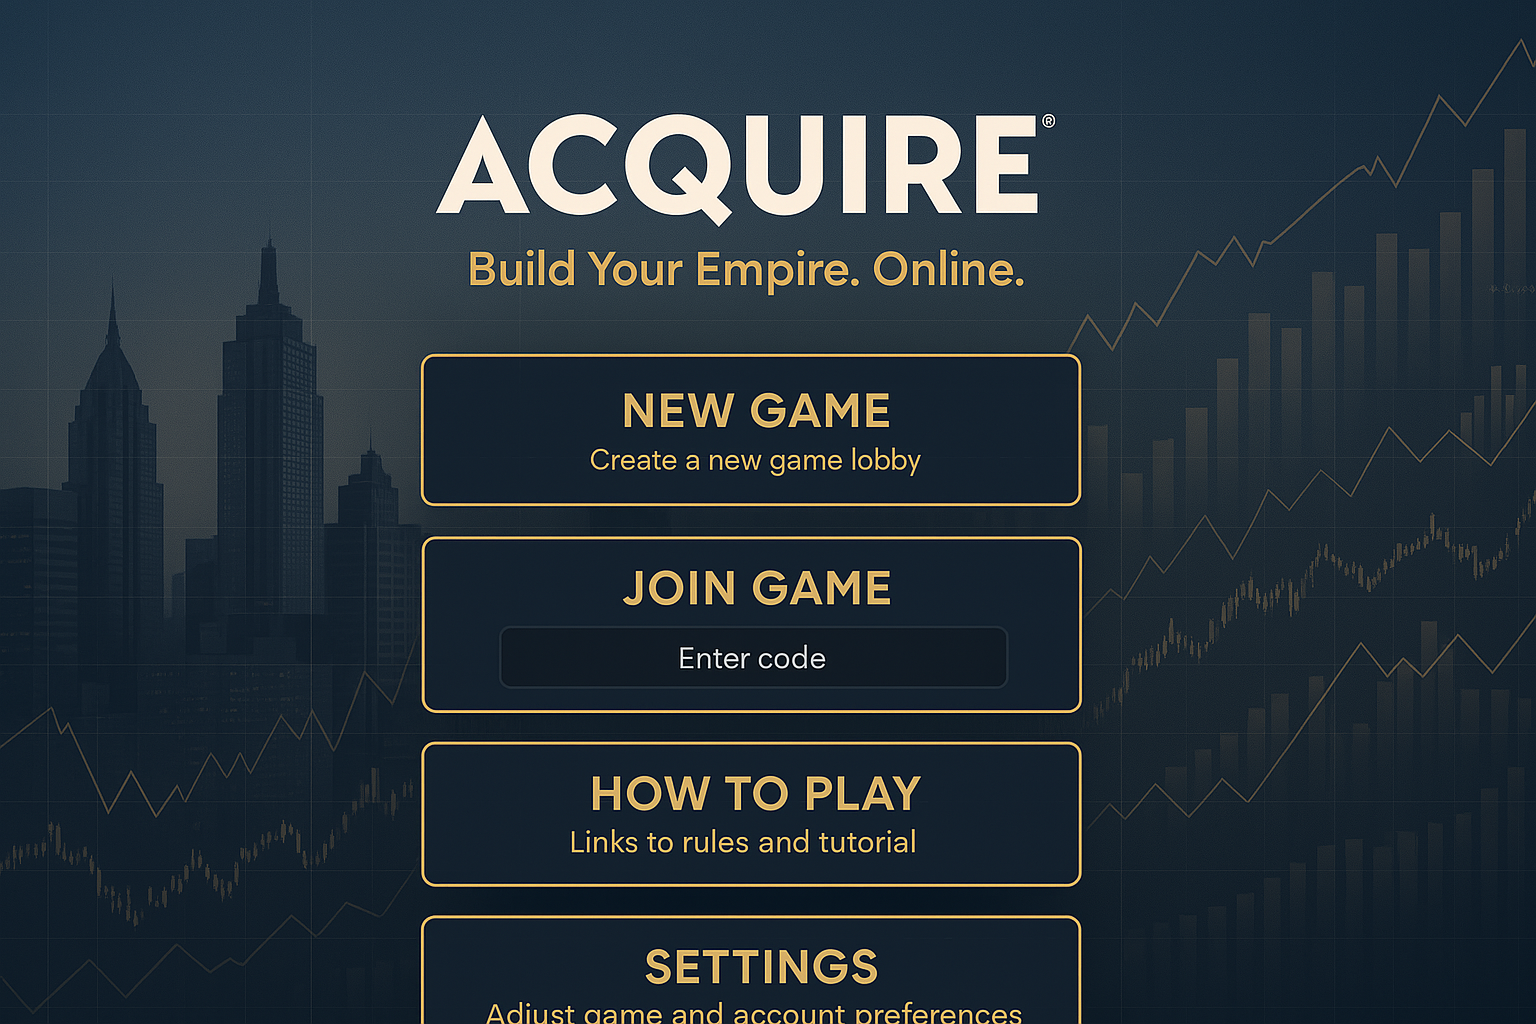 ACQUIRE®
Build Your Empire. Online.
NEW GAME
Create a new game lobby
JOIN GAME
Enter code
HOW TO PLAY
Links to rules and tutorial
SETTINGS
Adjust game and account preferences